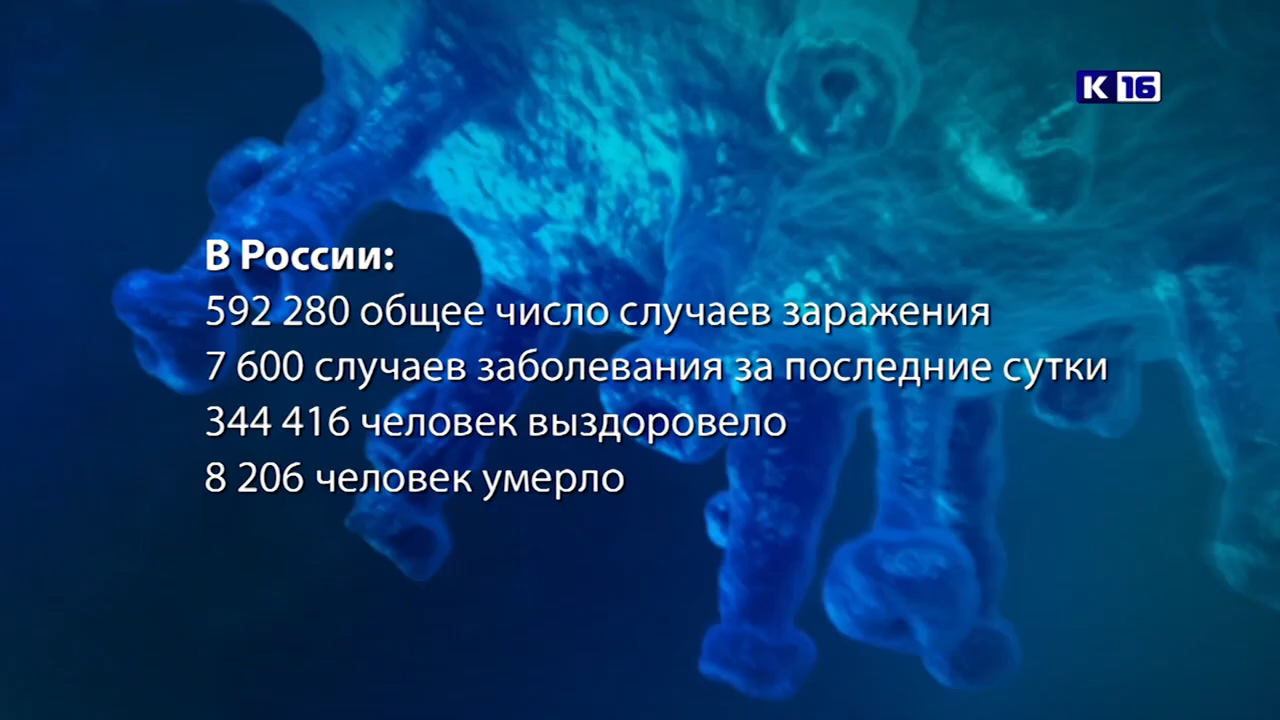 К 16
В России:
592 280 общее число случаев заражения
7 600 случаев заболевания за последние сутки
344 416 человек выздоровело
8 206 человек умерло